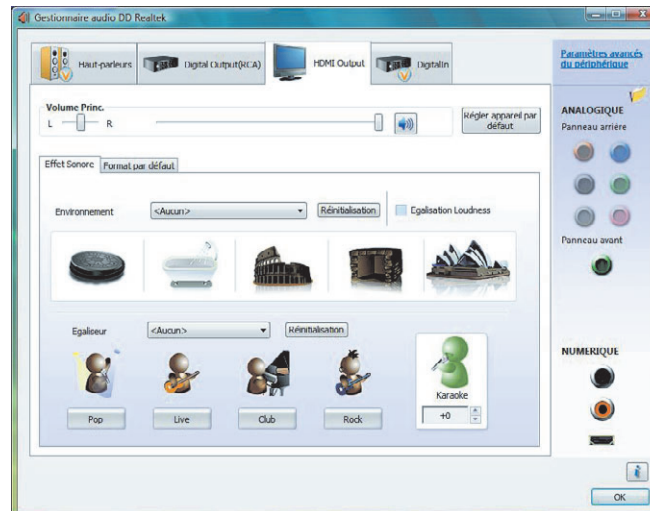 Gestionnaire audio DD Realtek
Haut-parleurs
Digital Output(RCA)
HDMI Output
DigitalIn
Paramètres avancés
du périphérique
Volume Princ.
L
R
Régler appareil par
défaut
ANALOGIQUE
Panneau arrière
Effet Sonore
Format par défaut
Environnement
<Aucun>
Réinitialisation
Egalisation Loudness
Panneau avant
Egaliseur
<Aucun>
Réinitialisation
NUMERIQUE
Karaoke
Pop
Live
Club
Rock
+0
OK